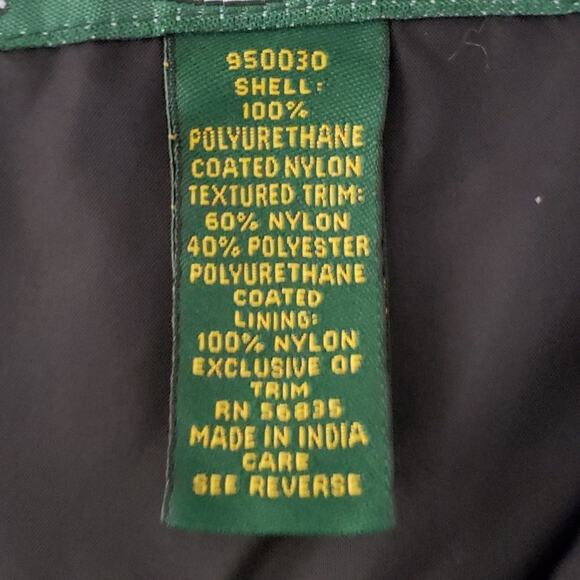 950030
SHELL:
100%
POLYURETHANE
COATED NYLON
TEXTURED TRIM:
60% NYLON
40% POLYESTER
POLYURETHANE
COATED
LINING:
100% NYLON
EXCLUSIVE OF
TRIM
RN 56835
MADE IN INDIA
CARE
SEE REVERSE